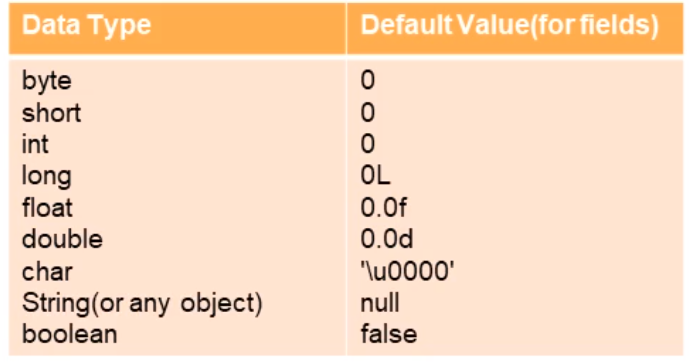 Data Type Default Value(for fields)
byte 0
short 0
int 0
long 0L
float 0.0f
double 0.0d
char '\u0000'
String(or any object) null
boolean false